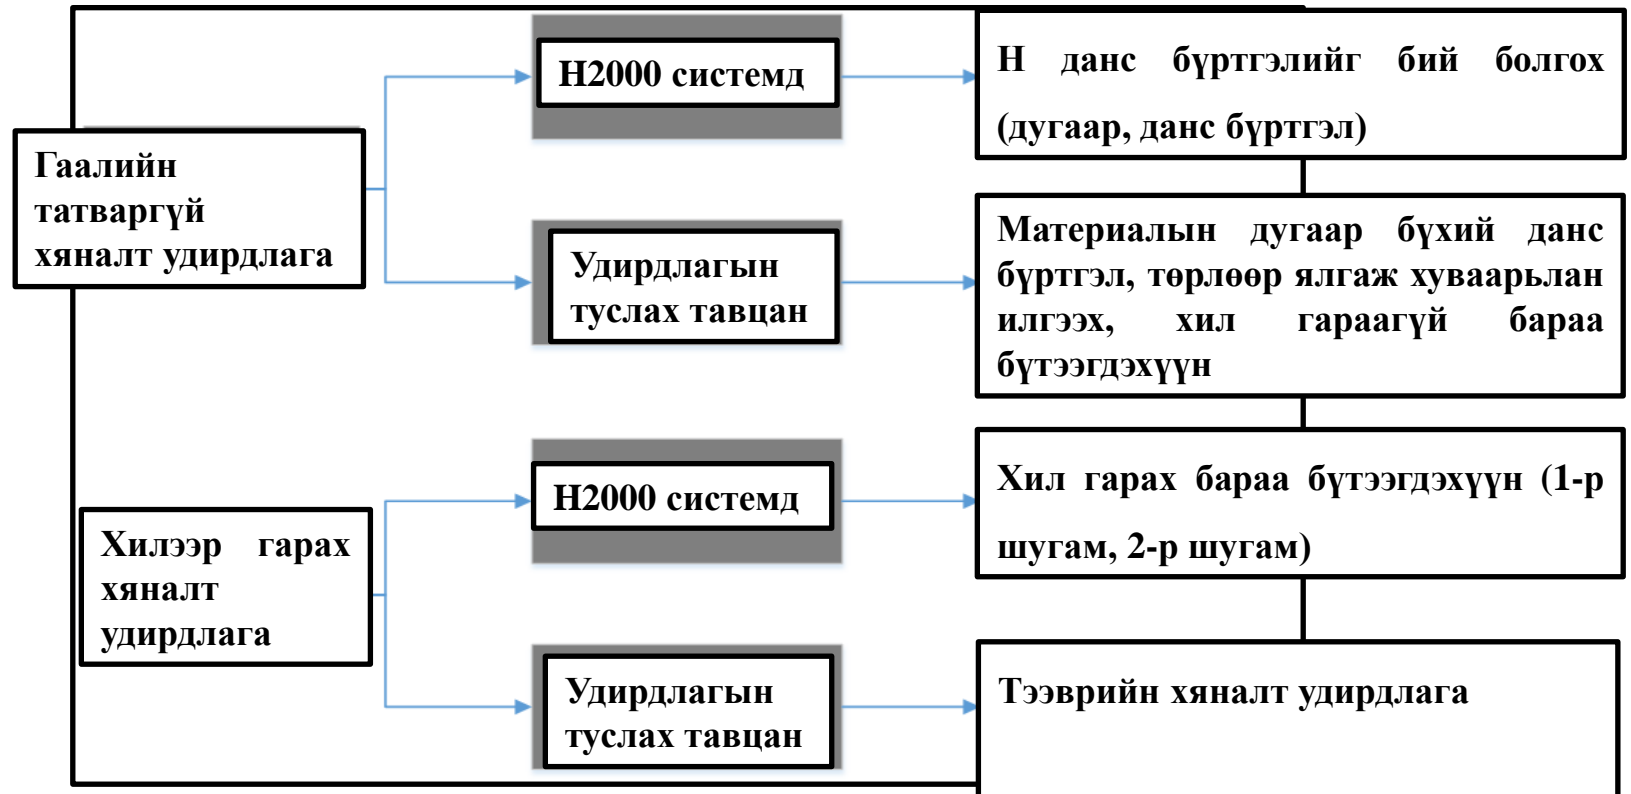 Н2000 системд
Н данс бүртгэлийг бий болгох
(дугаар, данс бүртгэл)
Гаалийн
татваргүй
хяналт удирдлага
Удирдлагын
туслах тавцан
Материалын дугаар бүхий данс
бүртгэл, төрлөөр ялгаж хуваарьлан
илгээх, хил гараагүй бараа
бүтээгдэхүүн
Н2000 системд
Хил гарах бараа бүтээгдэхүүн (1-р
шугам, 2-р шугам)
Хилээр гарах
хяналт
удирдлага
Удирдлагын
туслах тавцан
Тээврийн хяналт удирдлага